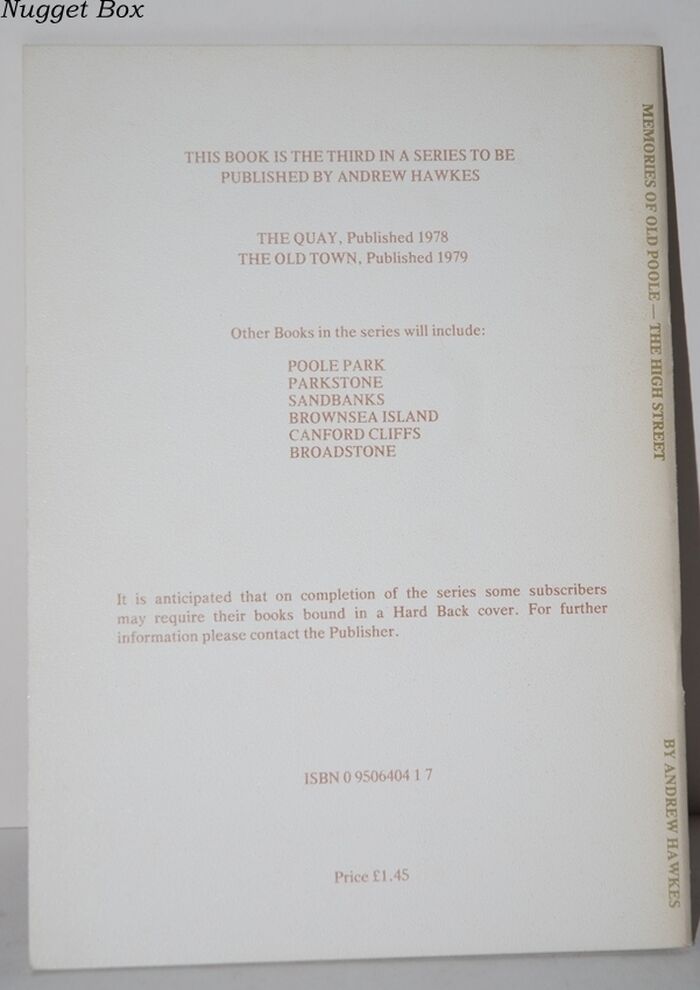 Nugget Box
THIS BOOK IS THE THIRD IN A SERIES TO BE
PUBLISHED BY ANDREW HAWKES
THE QUAY, Published 1978
THE OLD TOWN, Published 1979
Other Books in the series will include:
POOLE PARK
PARKSTONE
SANDBANKS
BROWNSEA ISLAND
CANFORD CLIFFS
BROADSTONE
It is anticipated that on completion of the series some subscribers
may require their books bound in a Hard Back cover. For further
information please contact the Publisher.
ISBN 0 9506404 1 7
Price £1.45
MEMORIES OF OLD POOLE — THE HIGH STREET
BY ANDREW HAWKES